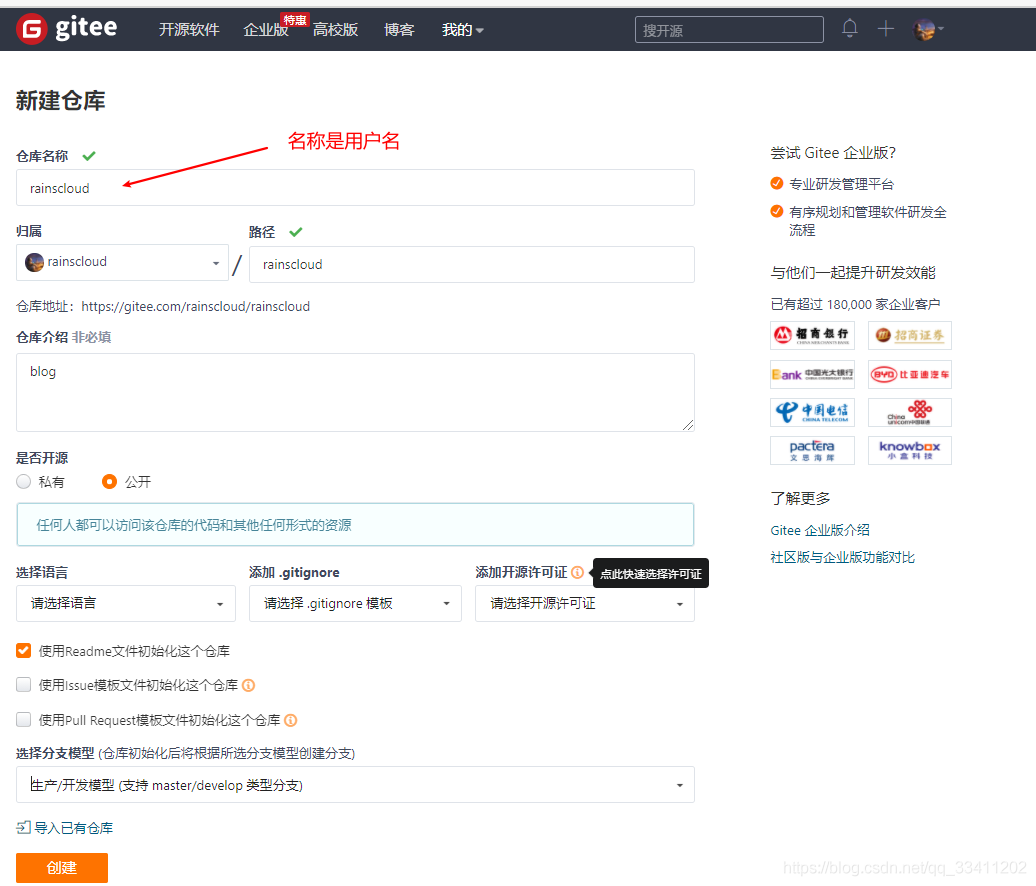 gitee 开源软件 企业版 特惠 高校版 博客 我的 搜开源
新建仓库
名称是用户名
仓库名称
rainscloud
归属 路径
rainscloud / rainscloud
仓库地址：https://gitee.com/rainscloud/rainscloud
仓库介绍 非必填
blog
是否开源
私有 公开
任何人都可以访问该仓库的代码和其他任何形式的资源
选择语言 添加 .gitignore 添加开源许可证 点此快速选择许可证
请选择语言 请选择 .gitignore 模板 请选择开源许可证
使用Readme文件初始化这个仓库
使用Issue模板文件初始化这个仓库
使用Pull Request模板文件初始化这个仓库
选择分支模型 (仓库初始化后将根据所选分支模型创建分支)
生产/开发模型 (支持 master/develop 类型分支)
导入已有仓库
创建
尝试 Gitee 企业版?
专业研发管理平台
有序规划和管理软件研发全
流程
与他们一起提升研发效能
已有超过 180,000 家企业客户
招商银行 招商证券
CHINA MERCHANTS BANK
Bank 中国光大银行 BYD 比亚迪汽车
中国电信 China
CHINA TELECOM unicom中国联通
pactera knowbox
文思海辉 小盒科技
了解更多
Gitee 企业版介绍
社区版与企业版功能对比
https://blog.csdn.net/qq_33411202